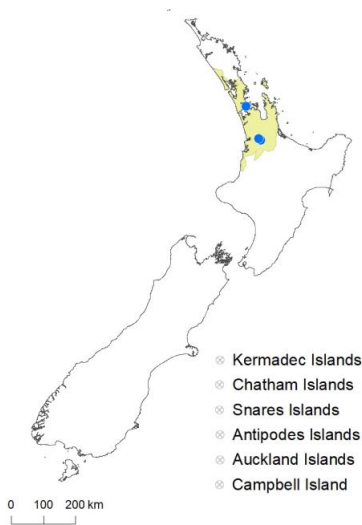 Kermadec Islands
Chatham Islands
Snares Islands
Antipodes Islands
Auckland Islands
Campbell Island
0 100 200 km